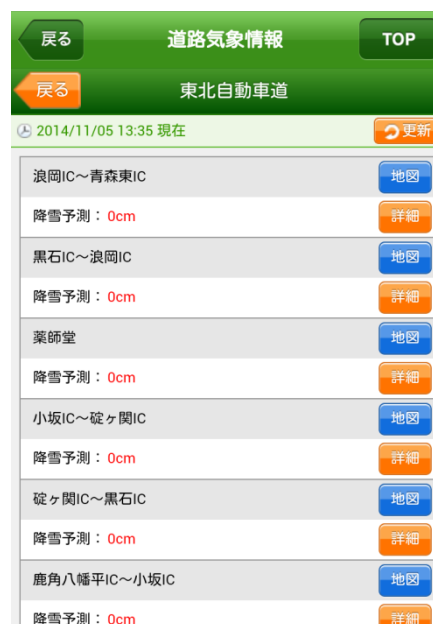 戻る 道路気象情報 TOP
戻る 東北自動車道
2014/11/05 13:35 現在 更新
浪岡IC～青森東IC 地図
降雪予測： 0cm 詳細
黒石IC～浪岡IC 地図
降雪予測： 0cm 詳細
薬師堂 地図
降雪予測： 0cm 詳細
小坂IC～碇ヶ関IC 地図
降雪予測： 0cm 詳細
碇ヶ関IC～黒石IC 地図
降雪予測： 0cm 詳細
鹿角八幡平IC～小坂IC 地図
降雪予測： 0cm 詳細